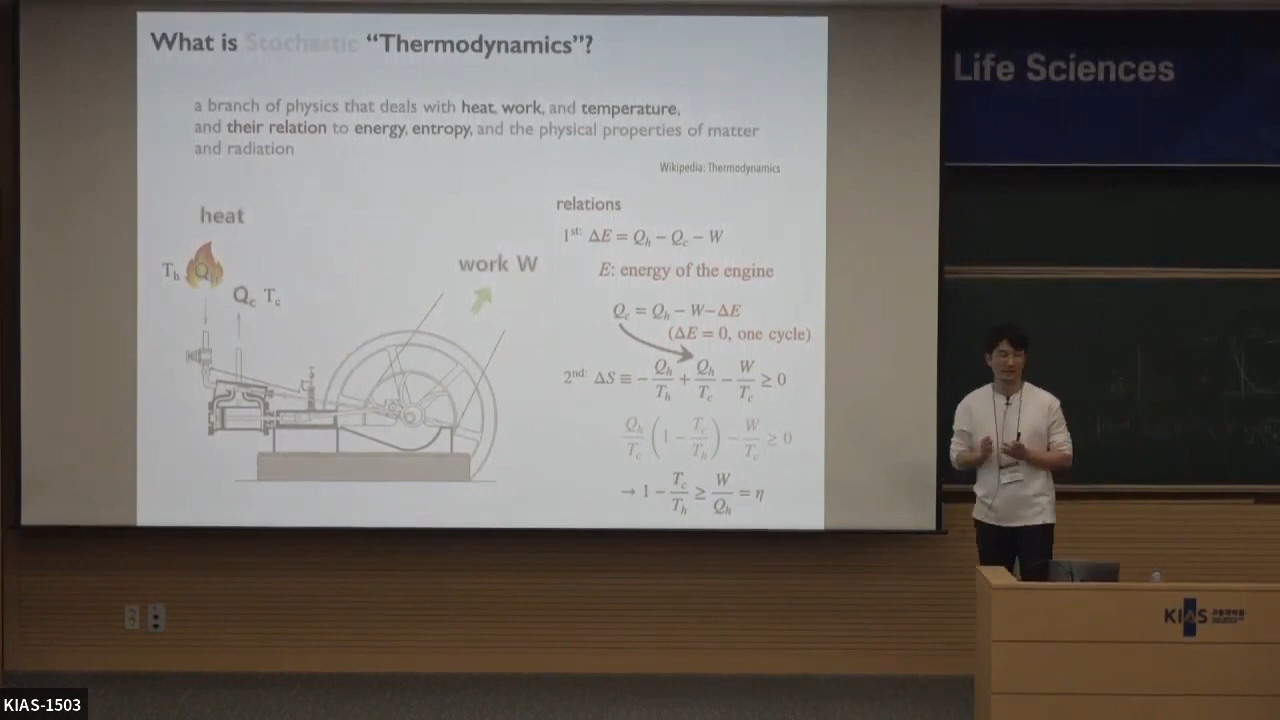 What is Stochastic “Thermodynamics”?
a branch of physics that deals with heat, work, and temperature,
and their relation to energy, entropy, and the physical properties of matter
and radiation
Wikipedia: Thermodynamics
heat
T_h Q_h
Q_c T_c
work W
relations
1st: ΔE = Q_h − Q_c − W
E: energy of the engine
Q_c = Q_h − W−ΔE
(ΔE = 0, one cycle)
2nd: ΔS ≡ − Q_h/T_h + Q_h/T_c − W/T_c ≥ 0
Q_h/T_c (1 − T_c/T_h) − W/T_c ≥ 0
→ 1 − T_c/T_h ≥ W/Q_h = η
Life Sciences
KIAS
KIAS-1503